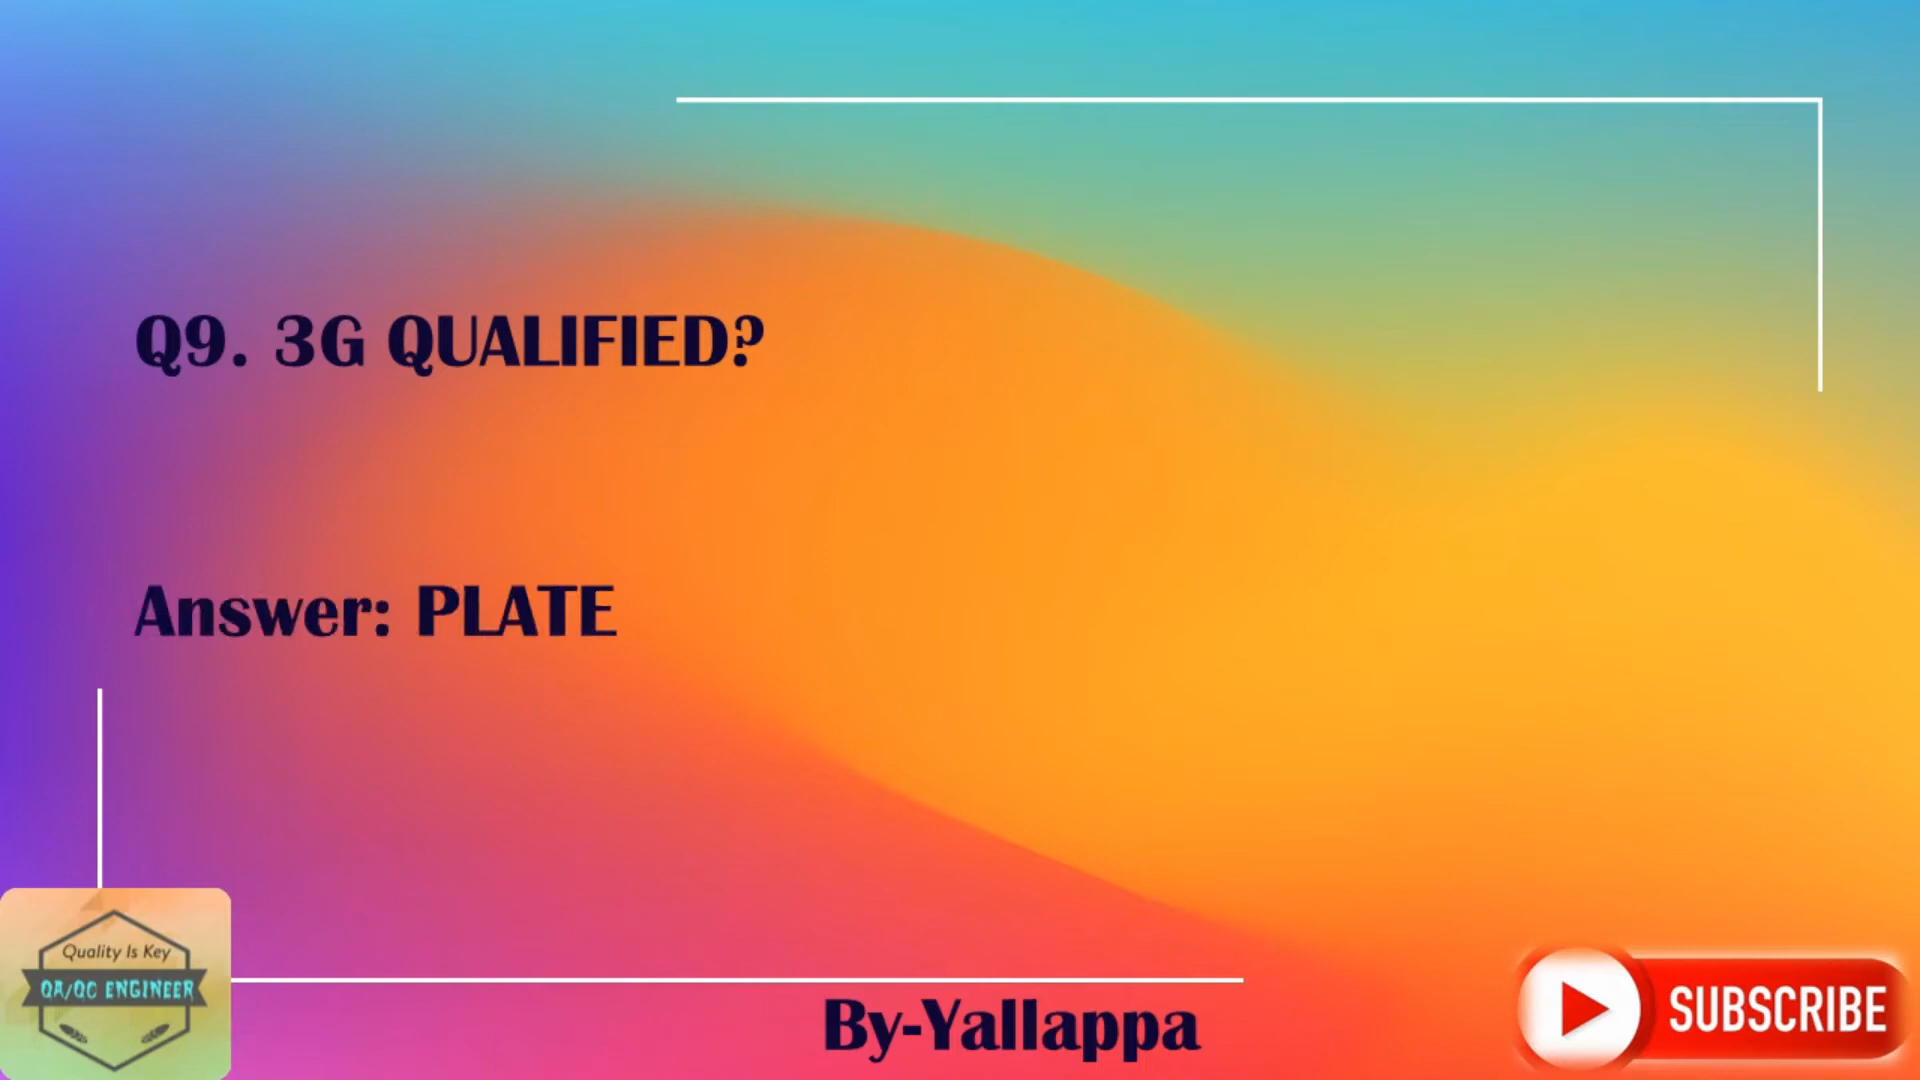 Q9. 3G QUALIFIED?
Answer: PLATE
Quality Is Key
QA/QC ENGINEER
By-Yallappa
SUBSCRIBE